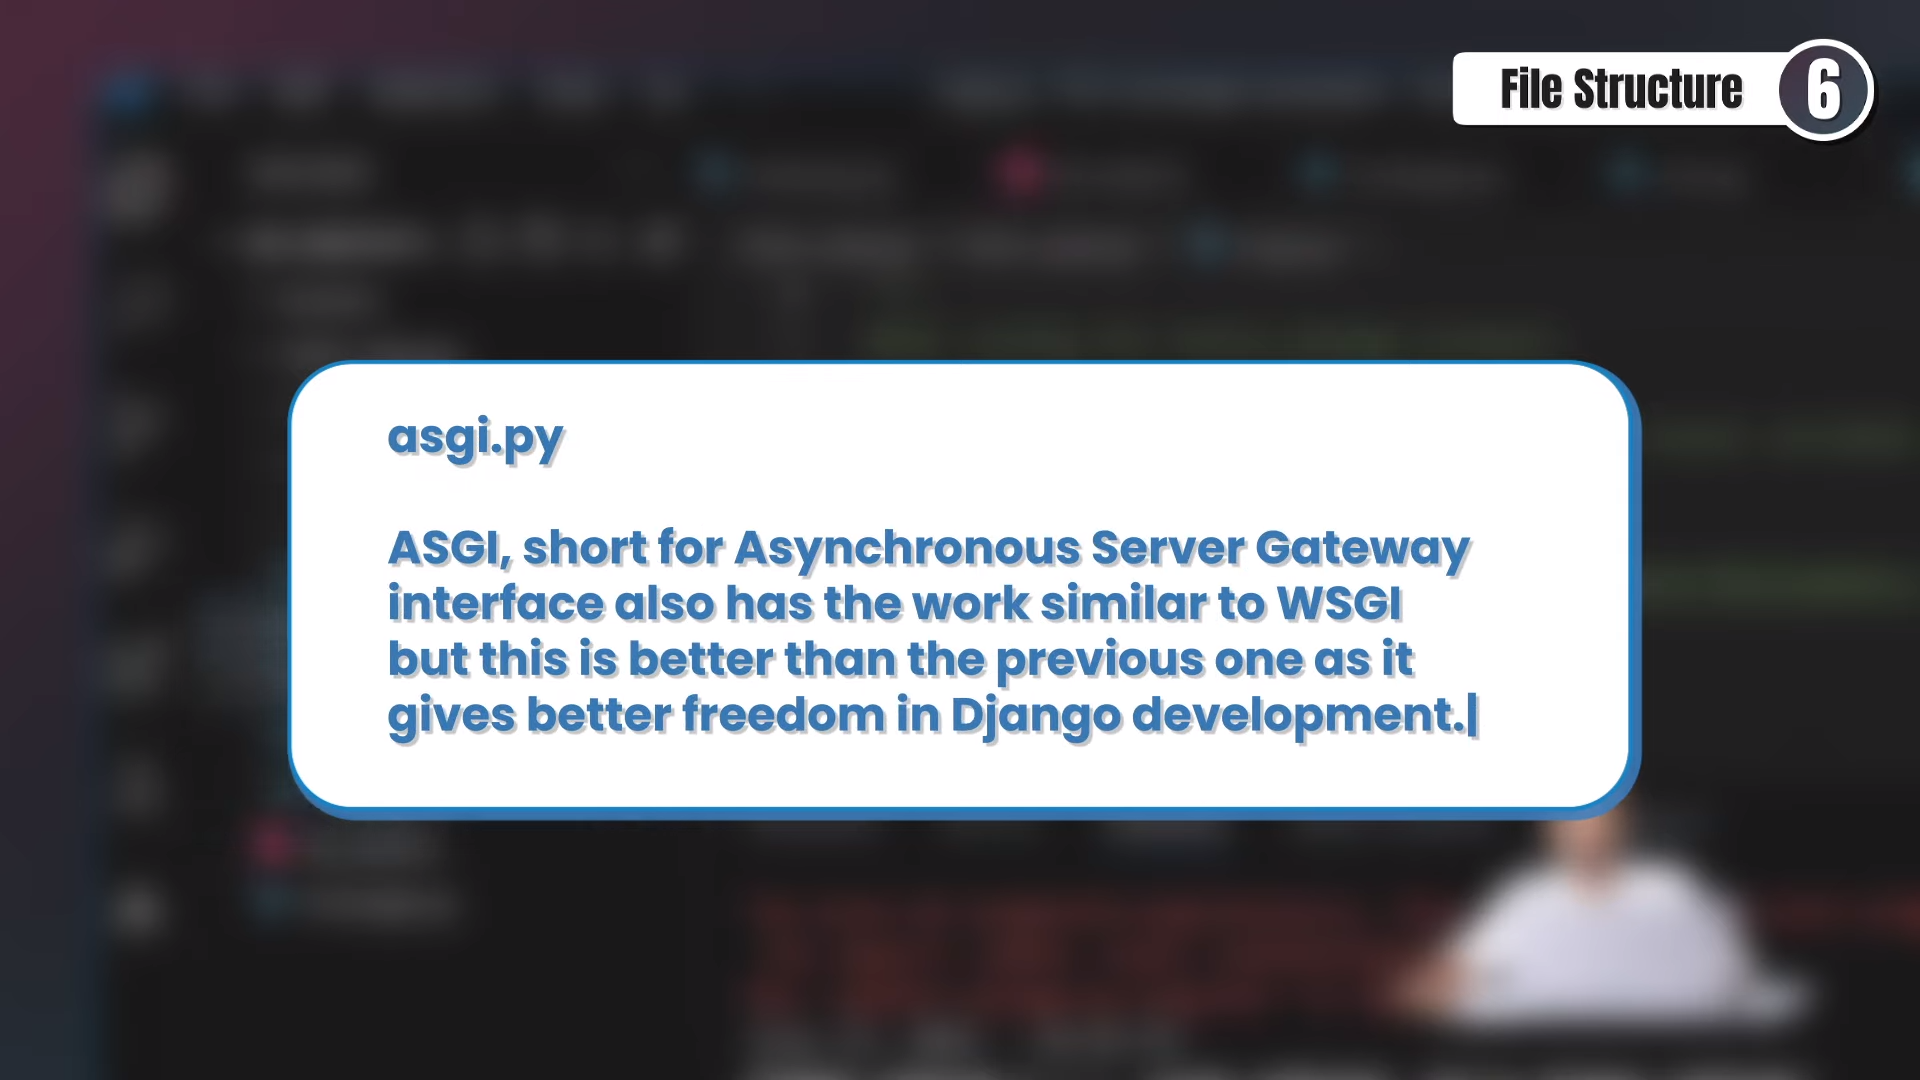 File Structure 6
asgi.py
ASGI, short for Asynchronous Server Gateway
interface also has the work similar to WSGI
but this is better than the previous one as it
gives better freedom in Django development.|